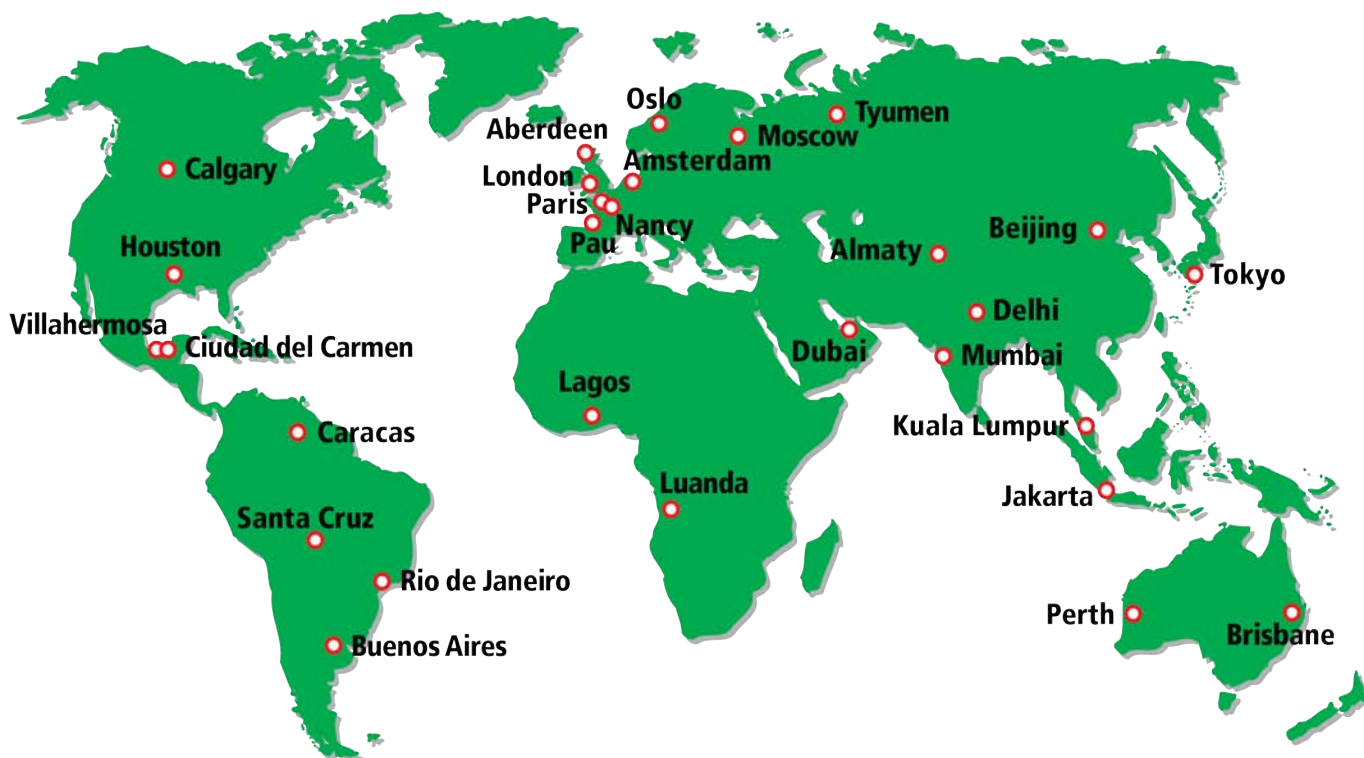 Oslo
Tyumen
Aberdeen
Moscow
Amsterdam
Calgary
London
Paris
Nancy
Beijing
Houston
Pau
Almaty
Tokyo
Delhi
Villahermosa
Ciudad del Carmen
Dubai
Mumbai
Lagos
Kuala Lumpur
Caracas
Luanda
Jakarta
Santa Cruz
Rio de Janeiro
Perth
Brisbane
Buenos Aires